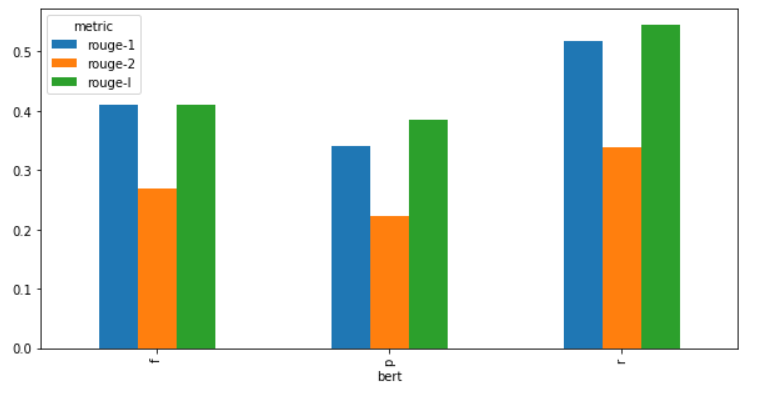 metric
rouge-1
rouge-2
rouge-l
0.5
0.4
0.3
0.2
0.1
0.0
f
p
r
bert